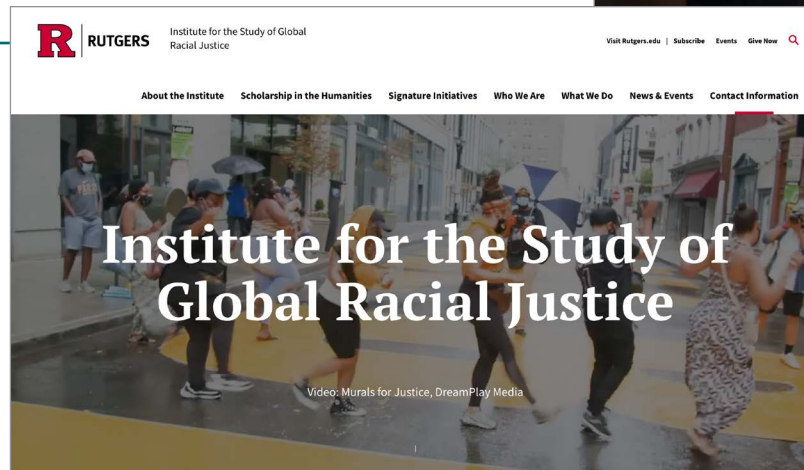 R RUTGERS
Institute for the Study of Global
Racial Justice
Visit Rutgers.edu | Subscribe Events Give Now
About the Institute Scholarship in the Humanities Signature Initiatives Who We Are What We Do News & Events Contact Information
Institute for the Study of
Global Racial Justice
Video: Murals for Justice, DreamPlay Media